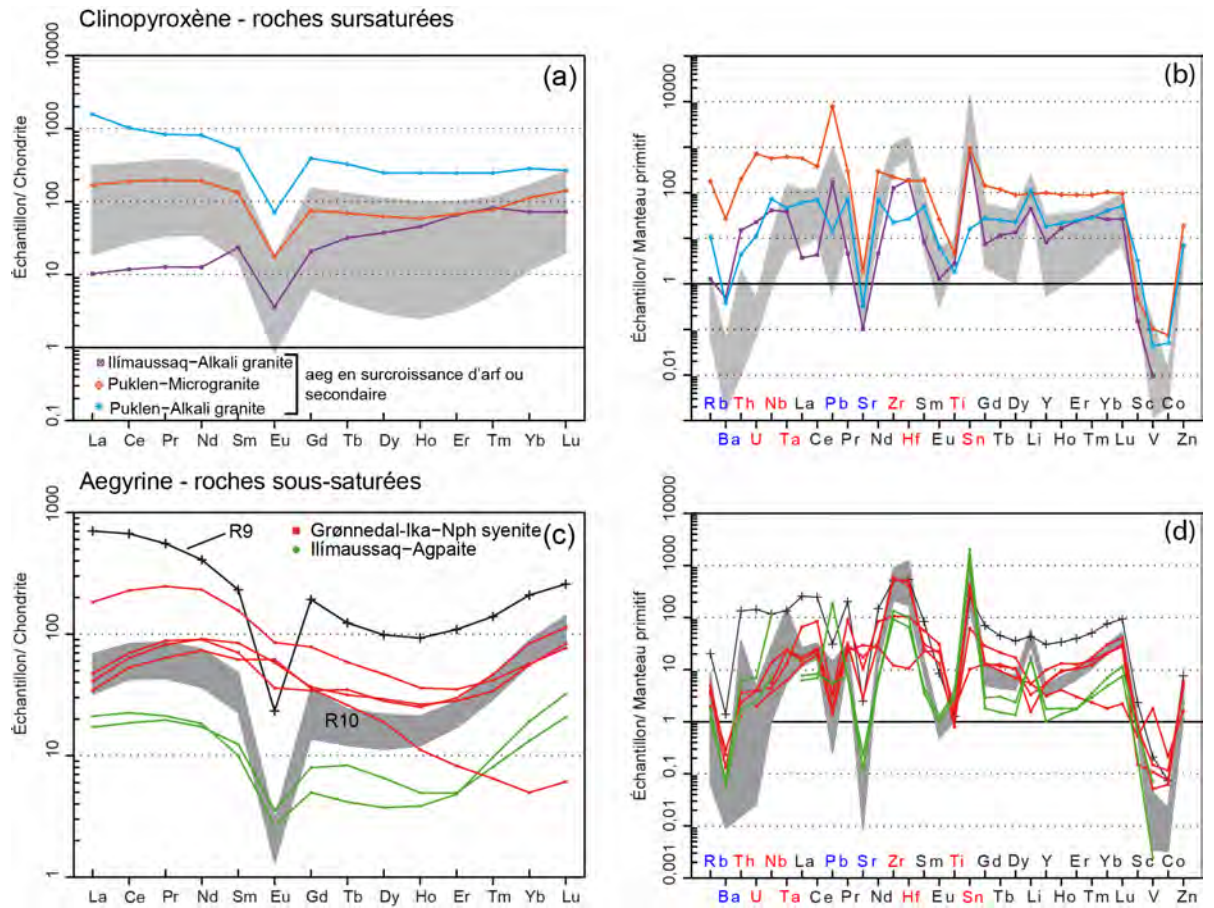 Clinopyroxène - roches sursaturées
(a)
Échantillon/ Chondrite
10000
1000
100
10
1
0,1
Ilímaussaq−Alkali granite
Puklen−Microgranite
Puklen−Alkali granite
aeg en surcroissance d'arf ou
secondaire
La Ce Pr Nd Sm Eu Gd Tb Dy Ho Er Tm Yb Lu
(b)
Échantillon/ Manteau primitif
10000
1000
100
10
1
0,1
0,01
Rb Th Nb La Pb Sr Zr Sm Ti Gd Dy Y Er Yb Sc Co
Ba U Ta Ce Pr Nd Hf Eu Sn Tb Li Ho Tm Lu V Zn
Aegyrine - roches sous-saturées
(c)
Échantillon/ Chondrite
1000
100
10
1
R9
Grønnedal-Ika−Nph syenite
Ilímaussaq−Agpaite
R10
La Ce Pr Nd Sm Eu Gd Tb Dy Ho Er Tm Yb Lu
(d)
Échantillon/ Manteau primitif
10000
1000
100
10
1
0,1
0,01
0,001
Rb Th Nb La Pb Sr Zr Sm Ti Gd Dy Y Er Yb Sc Co
Ba U Ta Ce Pr Nd Hf Eu Sn Tb Li Ho Tm Lu V Zn